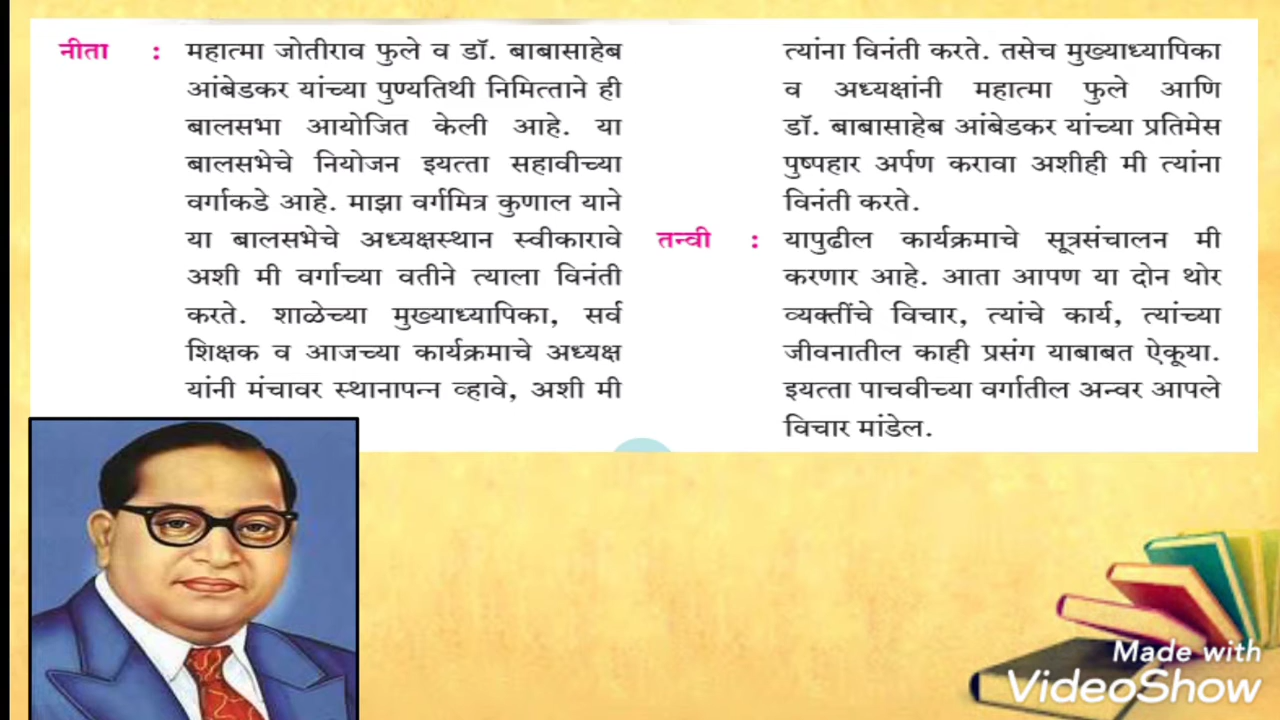 नीता : महात्मा जोतीराव फुले व डॉ. बाबासाहेब
आंबेडकर यांच्या पुण्यतिथी निमित्ताने ही
बालसभा आयोजित केली आहे. या
बालसभेचे नियोजन इयत्ता सहावीच्या
वर्गाकडे आहे. माझा वर्गमित्र कुणाल याने
या बालसभेचे अध्यक्षस्थान स्वीकारावे
अशी मी वर्गाच्या वतीने त्याला विनंती
करते. शाळेच्या मुख्याध्यापिका, सर्व
शिक्षक व आजच्या कार्यक्रमाचे अध्यक्ष
यांनी मंचावर स्थानापन्न व्हावे, अशी मी
त्यांना विनंती करते. तसेच मुख्याध्यापिका
व अध्यक्षांनी महात्मा फुले आणि
डॉ. बाबासाहेब आंबेडकर यांच्या प्रतिमेस
पुष्पहार अर्पण करावा अशीही मी त्यांना
विनंती करते.
तन्वी : यापुढील कार्यक्रमाचे सूत्रसंचालन मी
करणार आहे. आता आपण या दोन थोर
व्यक्तींचे विचार, त्यांचे कार्य, त्यांच्या
जीवनातील काही प्रसंग याबाबत ऐकूया.
इयत्ता पाचवीच्या वर्गातील अन्वर आपले
विचार मांडेल.
Made with
VideoShow